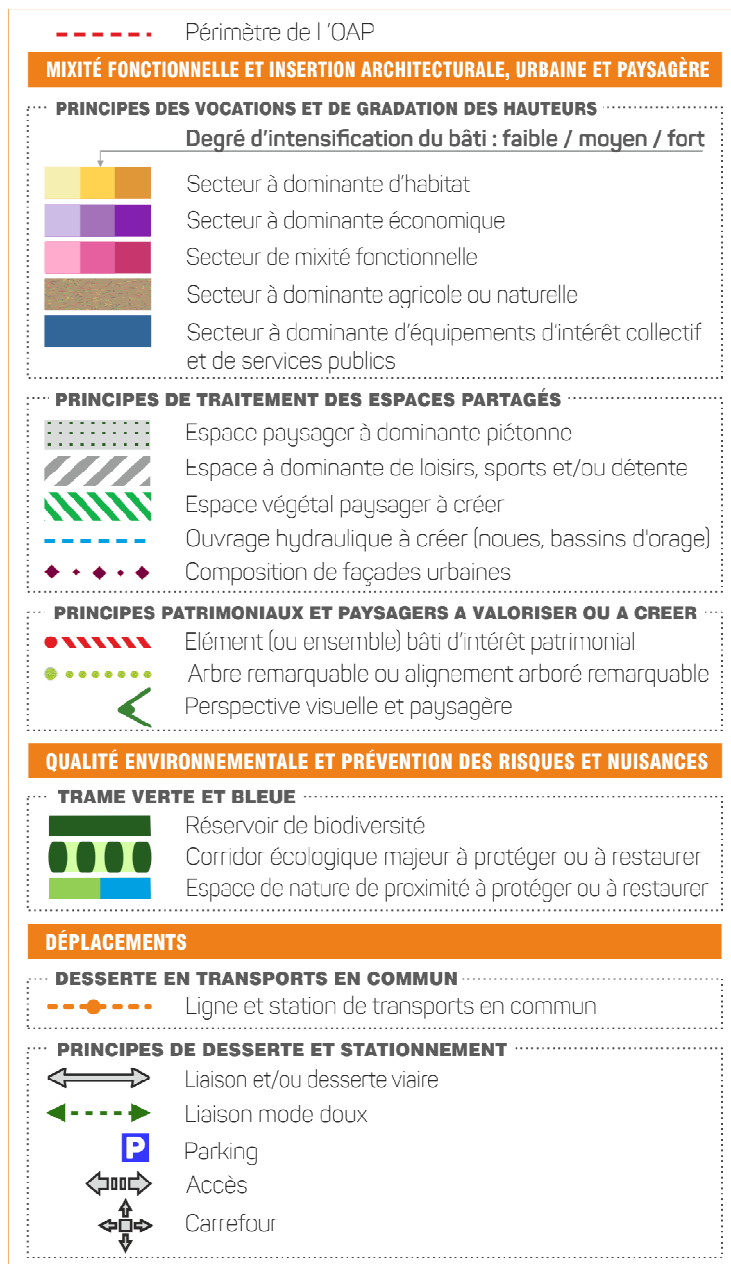 Périmètre de l 'OAP
MIXITÉ FONCTIONNELLE ET INSERTION ARCHITECTURALE, URBAINE ET PAYSAGÈRE
PRINCIPES DES VOCATIONS ET DE GRADATION DES HAUTEURS
Degré d'intensification du bâti : faible / moyen / fort
Secteur à dominante d'habitat
Secteur à dominante économique
Secteur de mixité fonctionnelle
Secteur à dominante agricole ou naturelle
Secteur à dominante d'équipements d'intérêt collectif
et de services publics
PRINCIPES DE TRAITEMENT DES ESPACES PARTAGÉS
Espace paysager à dominante piétonne
Espace à dominante de loisirs, sports et/ou détente
Espace végétal paysager à créer
Ouvrage hydraulique à créer (noues, bassins d'orage)
Composition de façades urbaines
PRINCIPES PATRIMONIAUX ET PAYSAGERS A VALORISER OU A CREER
Elément (ou ensemble) bâti d'intérêt patrimonial
Arbre remarquable ou alignement arboré remarquable
Perspective visuelle et paysagère
QUALITÉ ENVIRONNEMENTALE ET PRÉVENTION DES RISQUES ET NUISANCES
TRAME VERTE ET BLEUE
Réservoir de biodiversité
Corridor écologique majeur à protéger ou à restaurer
Espace de nature de proximité à protéger ou à restaurer
DÉPLACEMENTS
DESSERTE EN TRANSPORTS EN COMMUN
Ligne et station de transports en commun
PRINCIPES DE DESSERTE ET STATIONNEMENT
Liaison et/ou desserte viaire
Liaison mode doux
P Parking
Accès
Carrefour